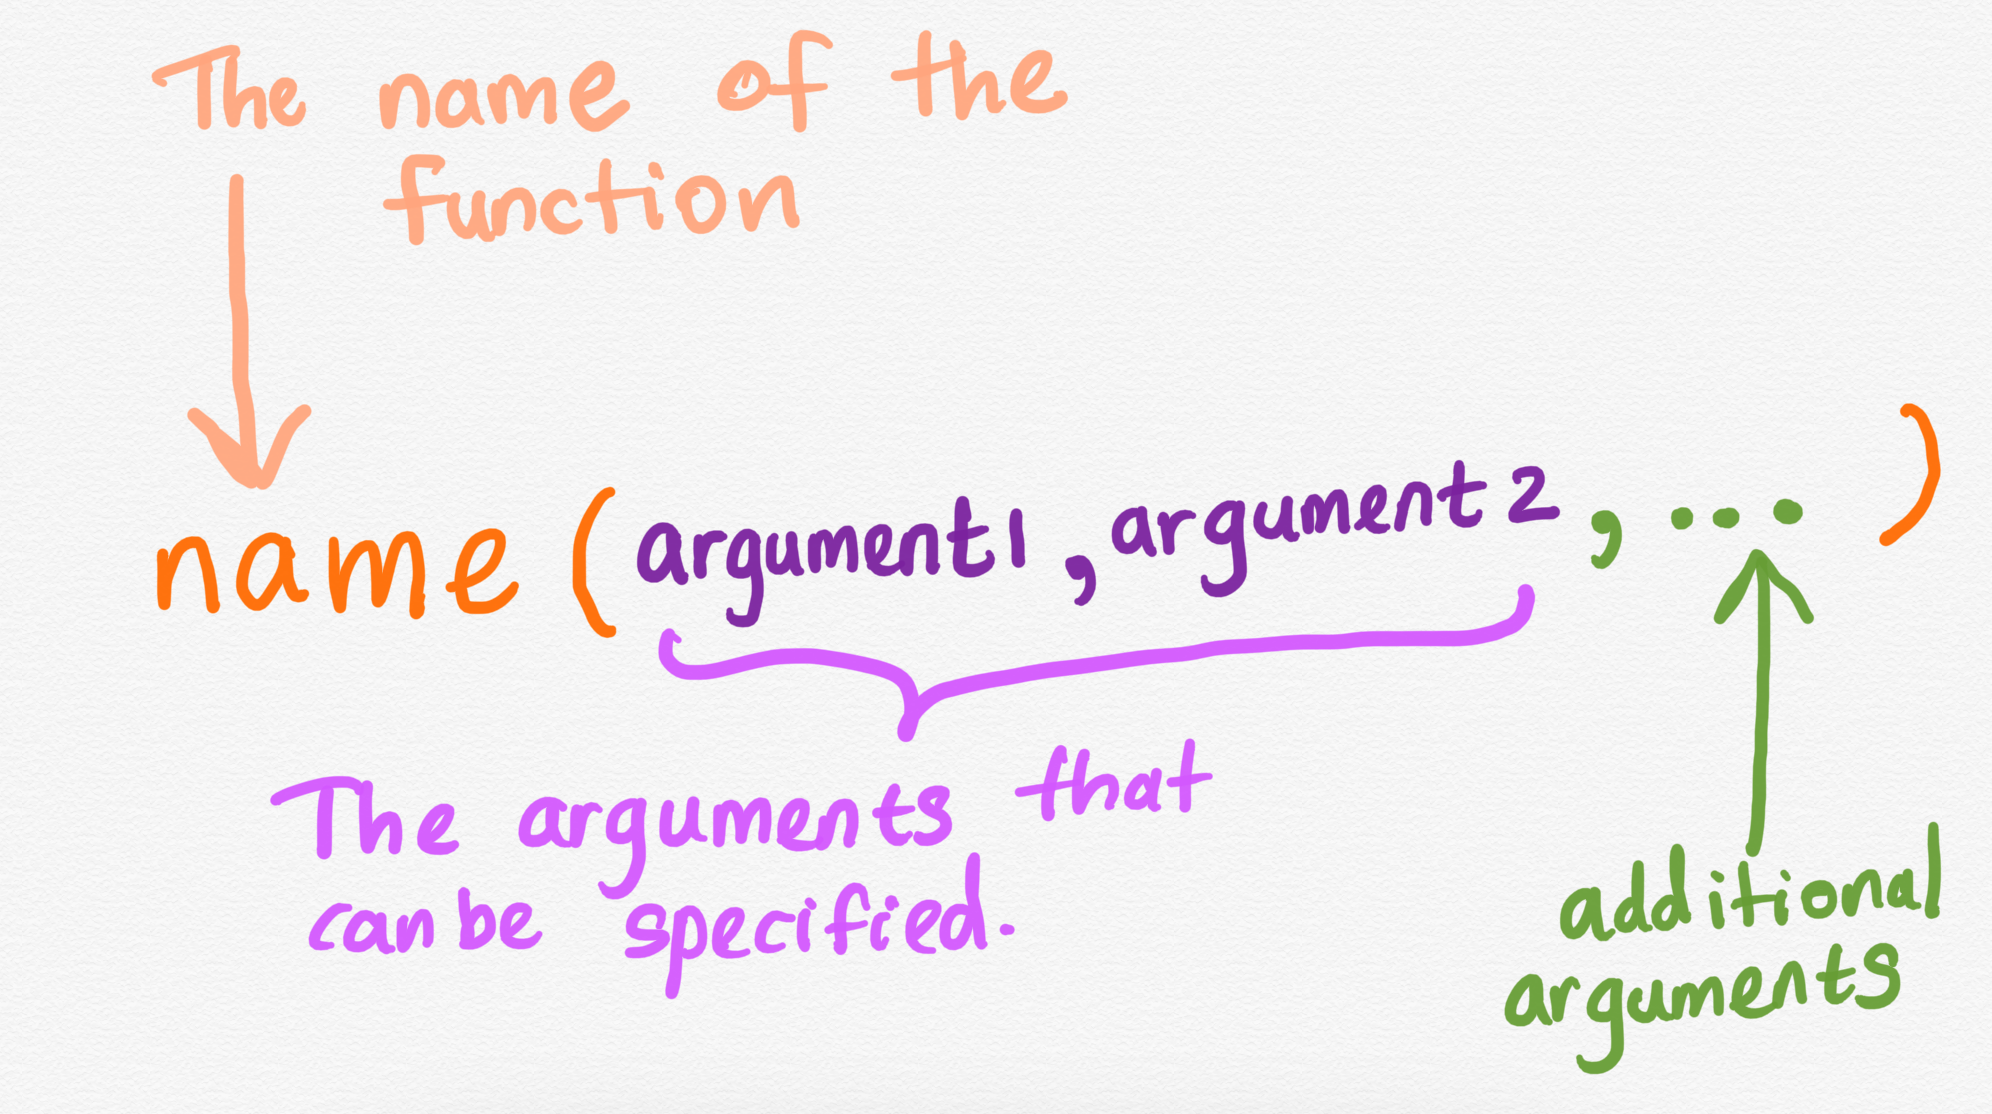 The name of the
function
name (argument1, argument2, ... )
The arguments that
can be specified.
additional
arguments